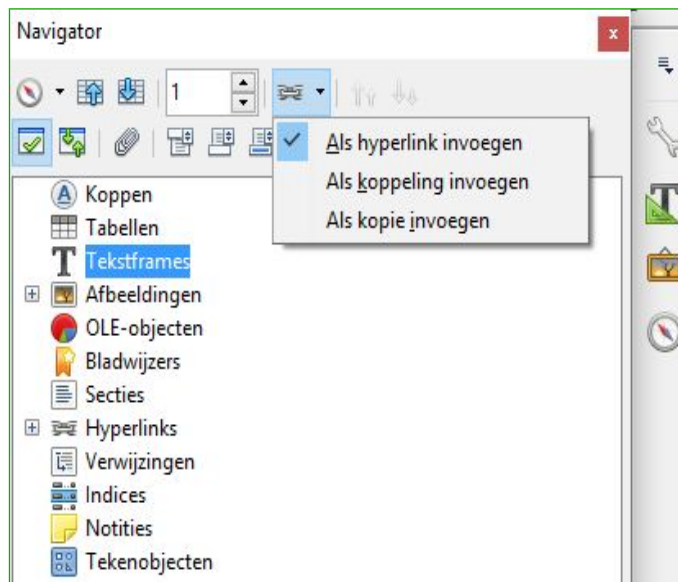 Navigator
1
Als hyperlink invoegen
Als koppeling invoegen
Als kopie invoegen
Koppen
Tabellen
Tekstframes
Afbeeldingen
OLE-objecten
Bladwijzers
Secties
Hyperlinks
Verwijzingen
Indices
Notities
Tekenobjecten